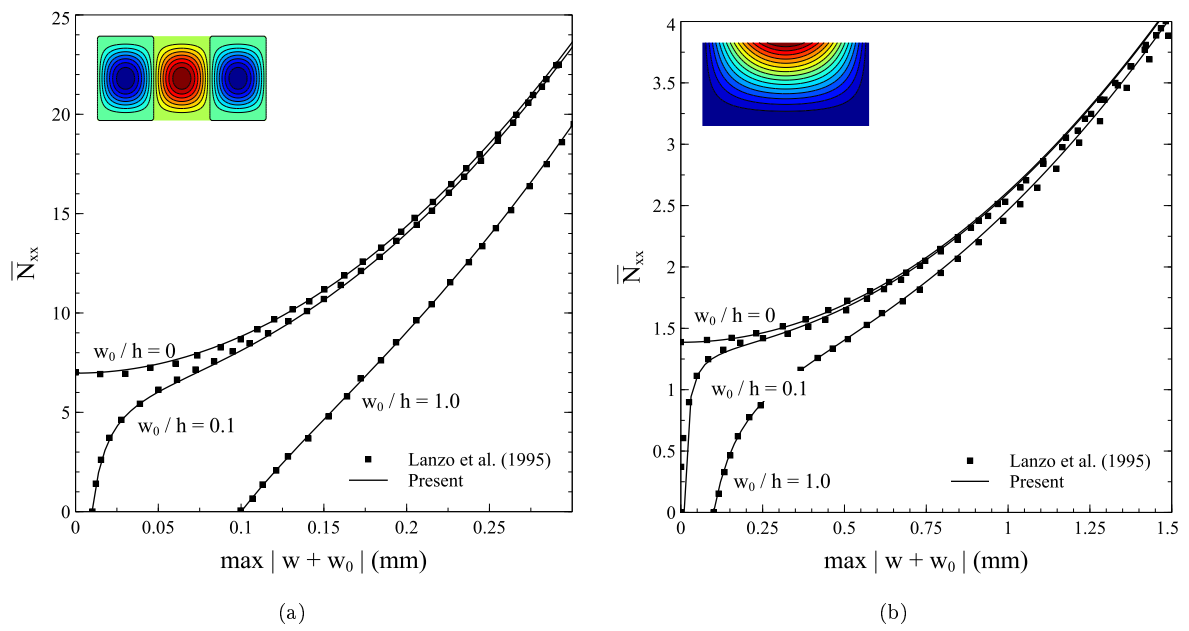 25
20
15
10
5
0
N̅xx
w₀ / h = 0
w₀ / h = 0.1
w₀ / h = 1.0
Lanzo et al. (1995)
Present
0
0.05
0.1
0.15
0.2
0.25
max | w + w₀ | (mm)
(a)
4
3.5
3
2.5
2
1.5
1
0.5
0
N̅xx
w₀ / h = 0
w₀ / h = 0.1
w₀ / h = 1.0
Lanzo et al. (1995)
Present
0
0.25
0.5
0.75
1
1.25
1.5
max | w + w₀ | (mm)
(b)